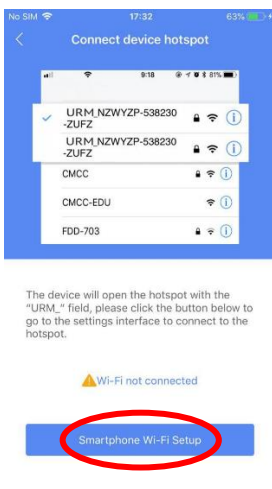 No SIM 17:32 63%
Connect device hotspot
9:18 81%
URM_NZWYZP-538230
-ZUFZ
URM_NZWYZP-538230
-ZUFZ
CMCC
CMCC-EDU
FDD-703
The device will open the hotspot with the
“URM_” field, please click the button below to
go to the settings interface to connect to the
hotspot.
Wi-Fi not connected
Smartphone Wi-Fi Setup